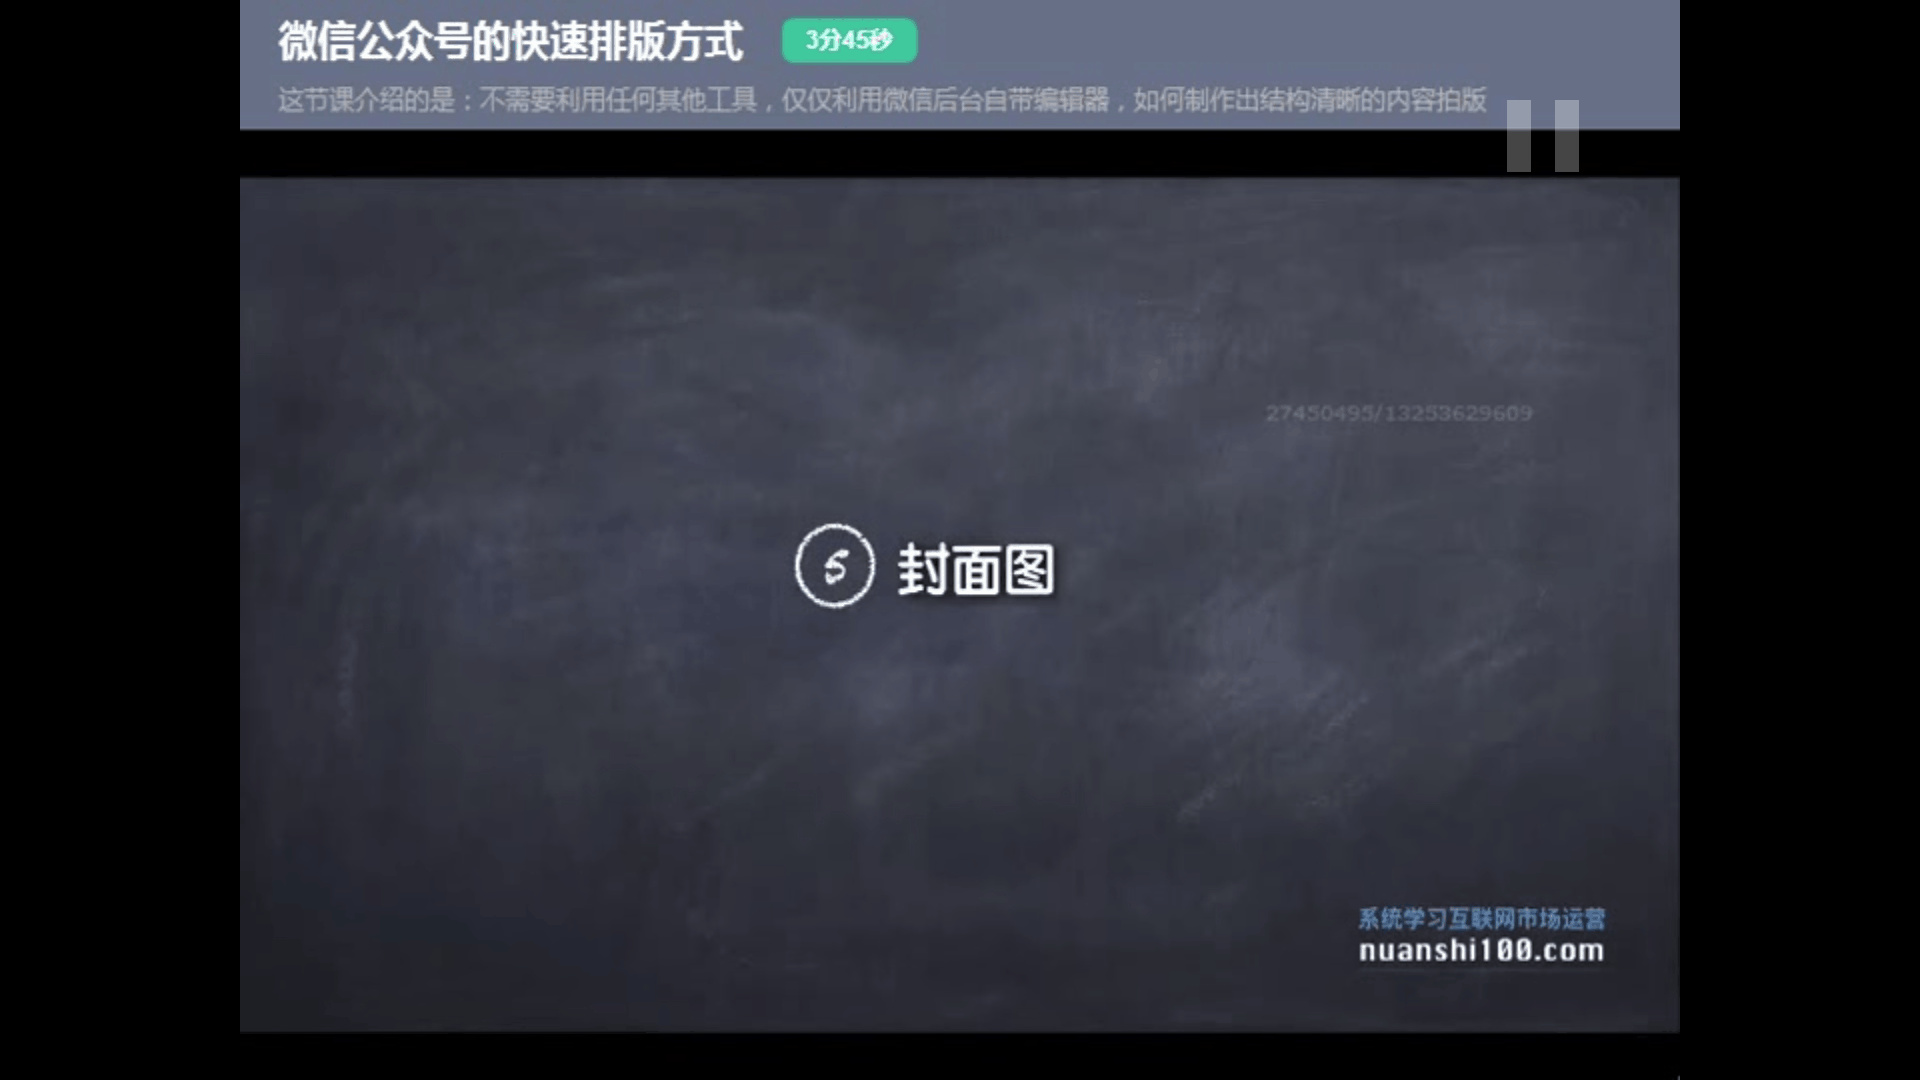 微信公众号的快速排版方式 3分45秒
这节课介绍的是：不需要利用任何其他工具，仅仅利用微信后台自带编辑器，如何制作出结构清晰的内容拍版
27450495/13253629609
5 封面图
系统学习互联网市场运营
nuanshi100.com